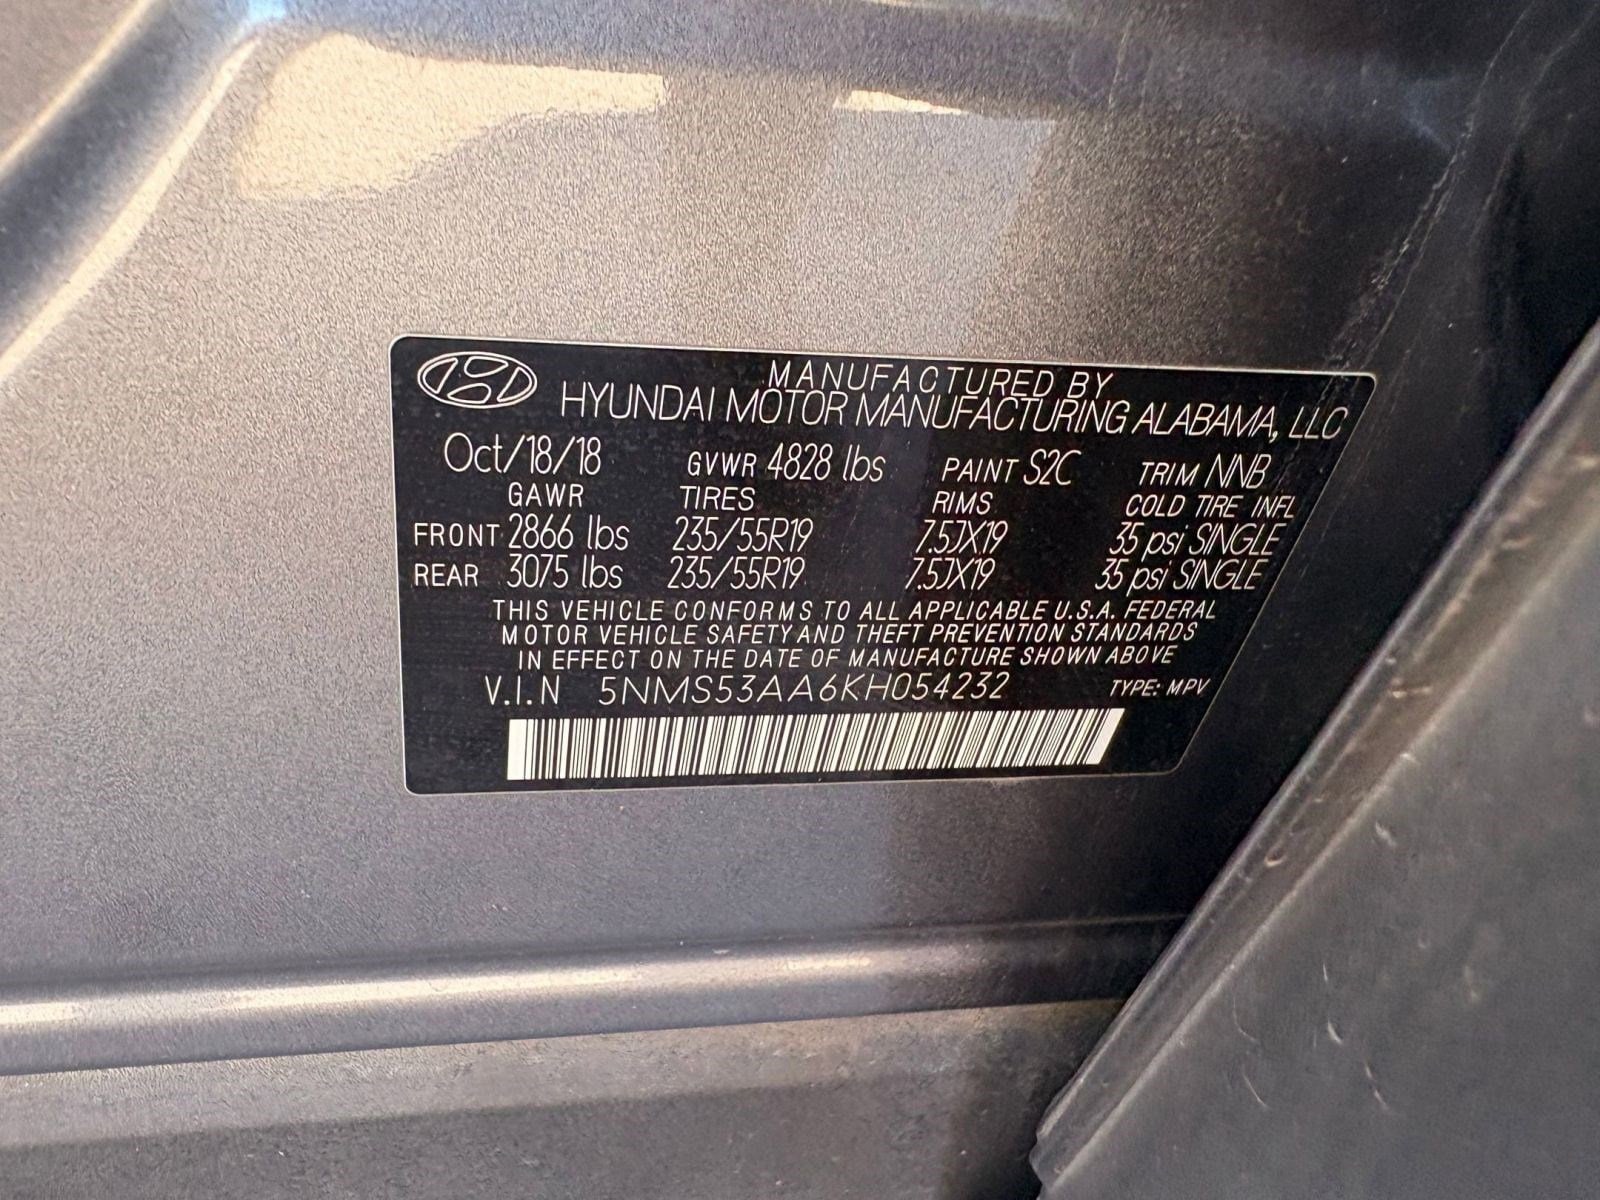 MANUFACTURED BY
HYUNDAI MOTOR MANUFACTURING ALABAMA, LLC
Oct/18/18 GVWR 4828 lbs PAINT S2C TRIM NNB
GAWR TIRES RIMS COLD TIRE INFL
FRONT 2866 lbs 235/55R19 7.5JX19 35 psi SINGLE
REAR 3075 lbs 235/55R19 7.5JX19 35 psi SINGLE
THIS VEHICLE CONFORMS TO ALL APPLICABLE U.S.A. FEDERAL
MOTOR VEHICLE SAFETY AND THEFT PREVENTION STANDARDS
IN EFFECT ON THE DATE OF MANUFACTURE SHOWN ABOVE
V.I.N 5NMS53AA6KH054232 TYPE: MPV